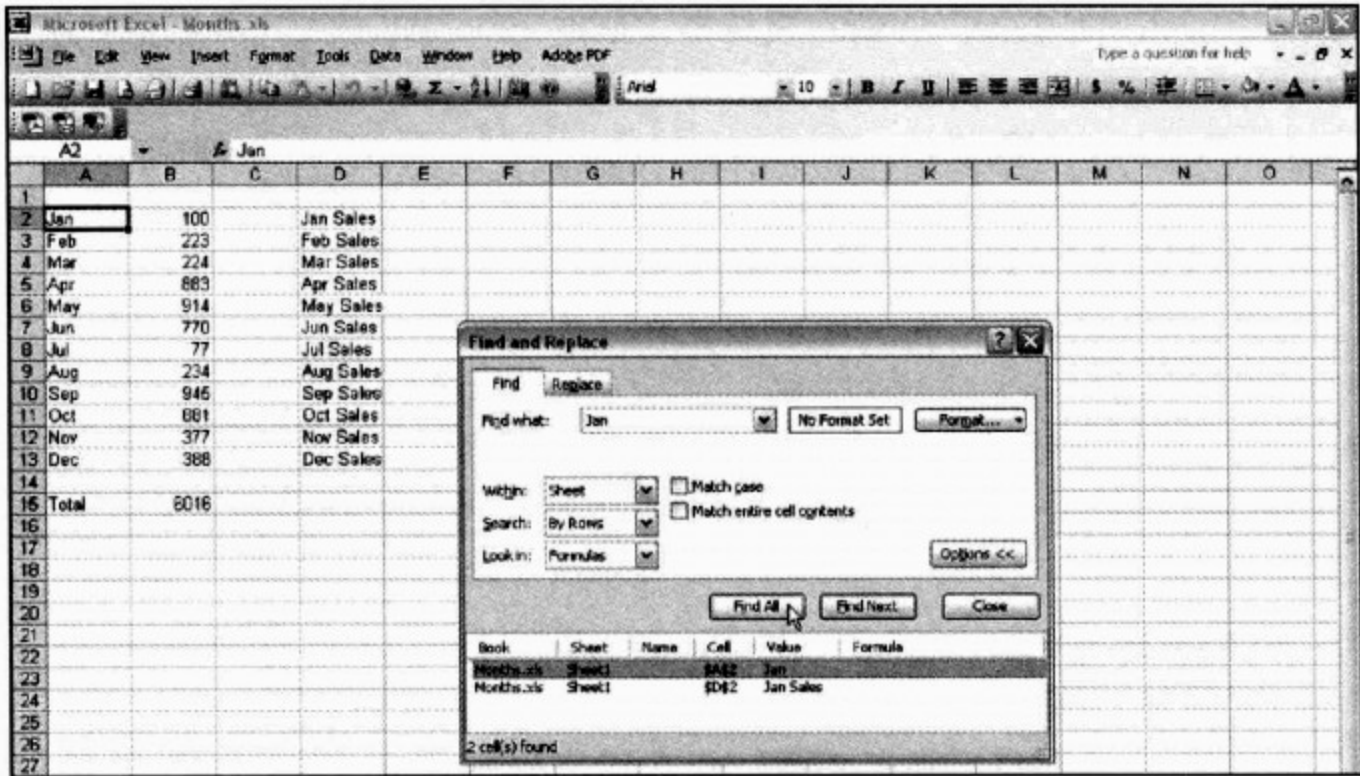 Microsoft Excel - Months.xls
File Edit View Insert Format Tools Data Window Help Adobe PDF Type a question for help
Arial 10 B I U $ %
A2 fx Jan
A B C D E F G H I J K L M N O
1
2 Jan 100 Jan Sales
3 Feb 223 Feb Sales
4 Mar 224 Mar Sales
5 Apr 883 Apr Sales
6 May 914 May Sales
7 Jun 770 Jun Sales
8 Jul 77 Jul Sales
9 Aug 234 Aug Sales
10 Sep 945 Sep Sales
11 Oct 881 Oct Sales
12 Nov 377 Nov Sales
13 Dec 388 Dec Sales
14
15 Total 6016
16
17
18
19
20
21
22
23
24
25
26
27
Find and Replace
Find Replace
Find what: Jan No Format Set Format...
Within: Sheet Match case
Search: By Rows Match entire cell contents
Look in: Formulas Options <<
Find All Find Next Close
Book Sheet Name Cell Value Formula
Months.xls Sheet1 $A$2 Jan
Months.xls Sheet1 $D$2 Jan Sales
2 cell(s) found